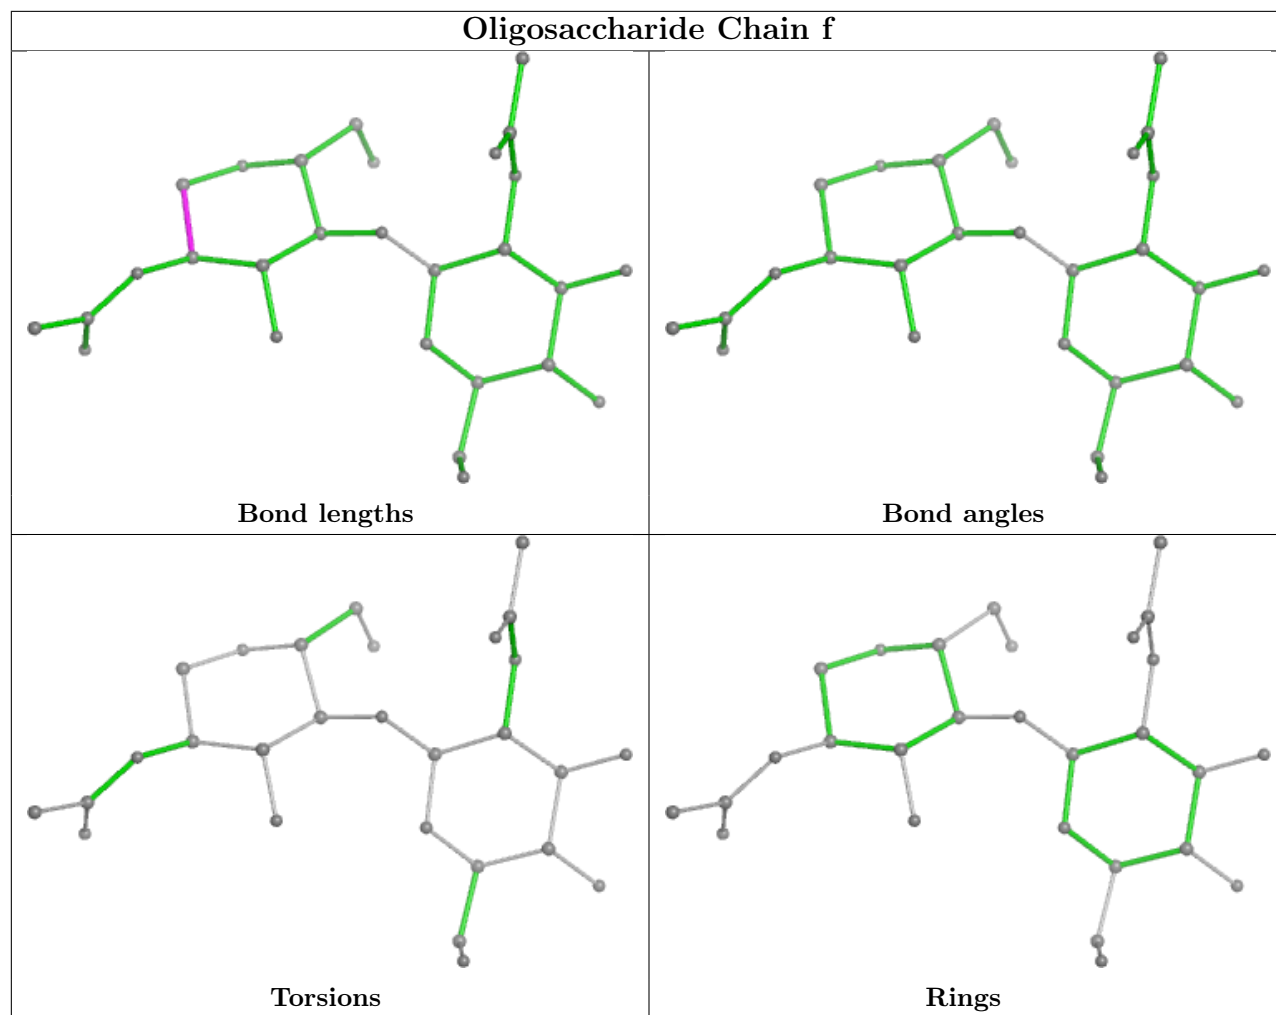 Oligosaccharide Chain f
Bond lengths
Bond angles
Torsions
Rings